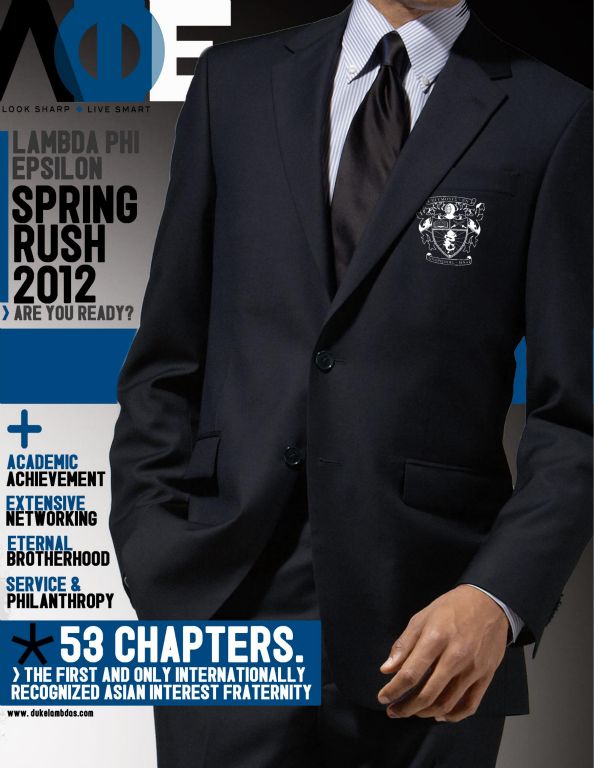 ΛΦE
LOOK SHARP ◆ LIVE SMART
LAMBDA PHI
EPSILON
SPRING
RUSH
2012
› ARE YOU READY?
+
ACADEMIC
ACHIEVEMENT
EXTENSIVE
NETWORKING
ETERNAL
BROTHERHOOD
SERVICE &
PHILANTHROPY
* 53 CHAPTERS.
› THE FIRST AND ONLY INTERNATIONALLY
RECOGNIZED ASIAN INTEREST FRATERNITY
www.dukelambdas.com